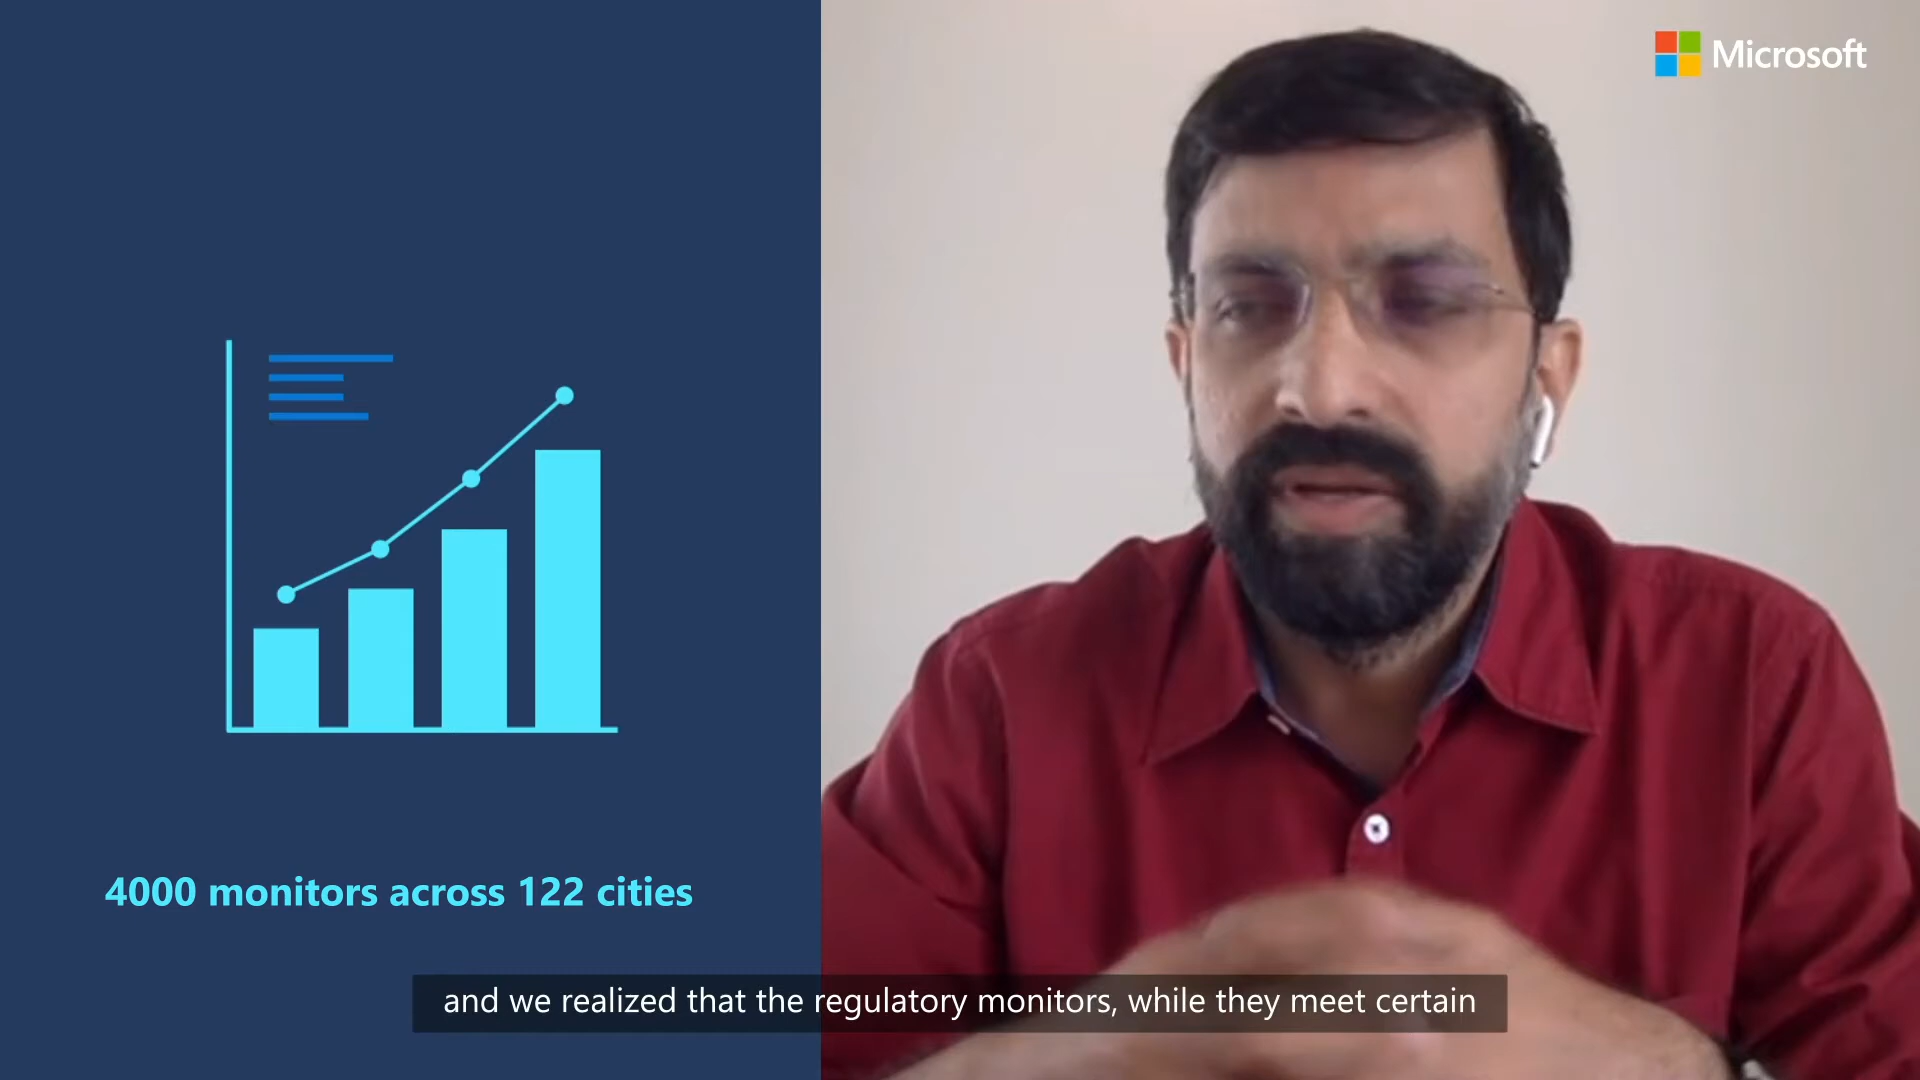 Microsoft
4000 monitors across 122 cities
and we realized that the regulatory monitors, while they meet certain